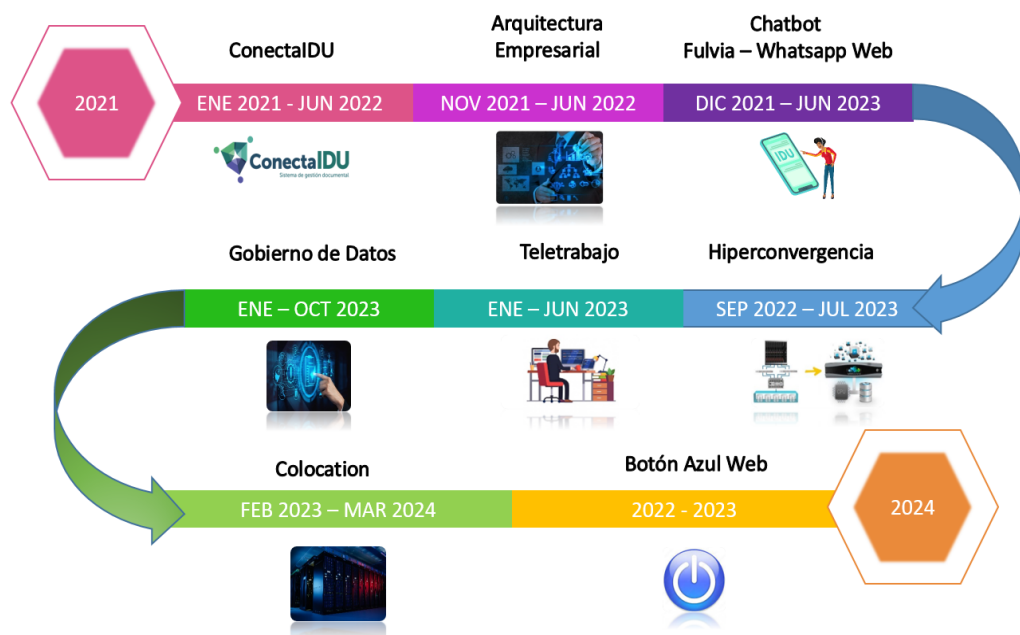 2021
ConectaIDU
ENE 2021 - JUN 2022
ConectaIDU
Sistema de gestión documental
Arquitectura
Empresarial
NOV 2021 – JUN 2022
Chatbot
Fulvia – Whatsapp Web
DIC 2021 – JUN 2023
IDU
Hiperconvergencia
SEP 2022 – JUL 2023
Teletrabajo
ENE – JUN 2023
Gobierno de Datos
ENE – OCT 2023
Colocation
FEB 2023 – MAR 2024
Botón Azul Web
2022 - 2023
2024